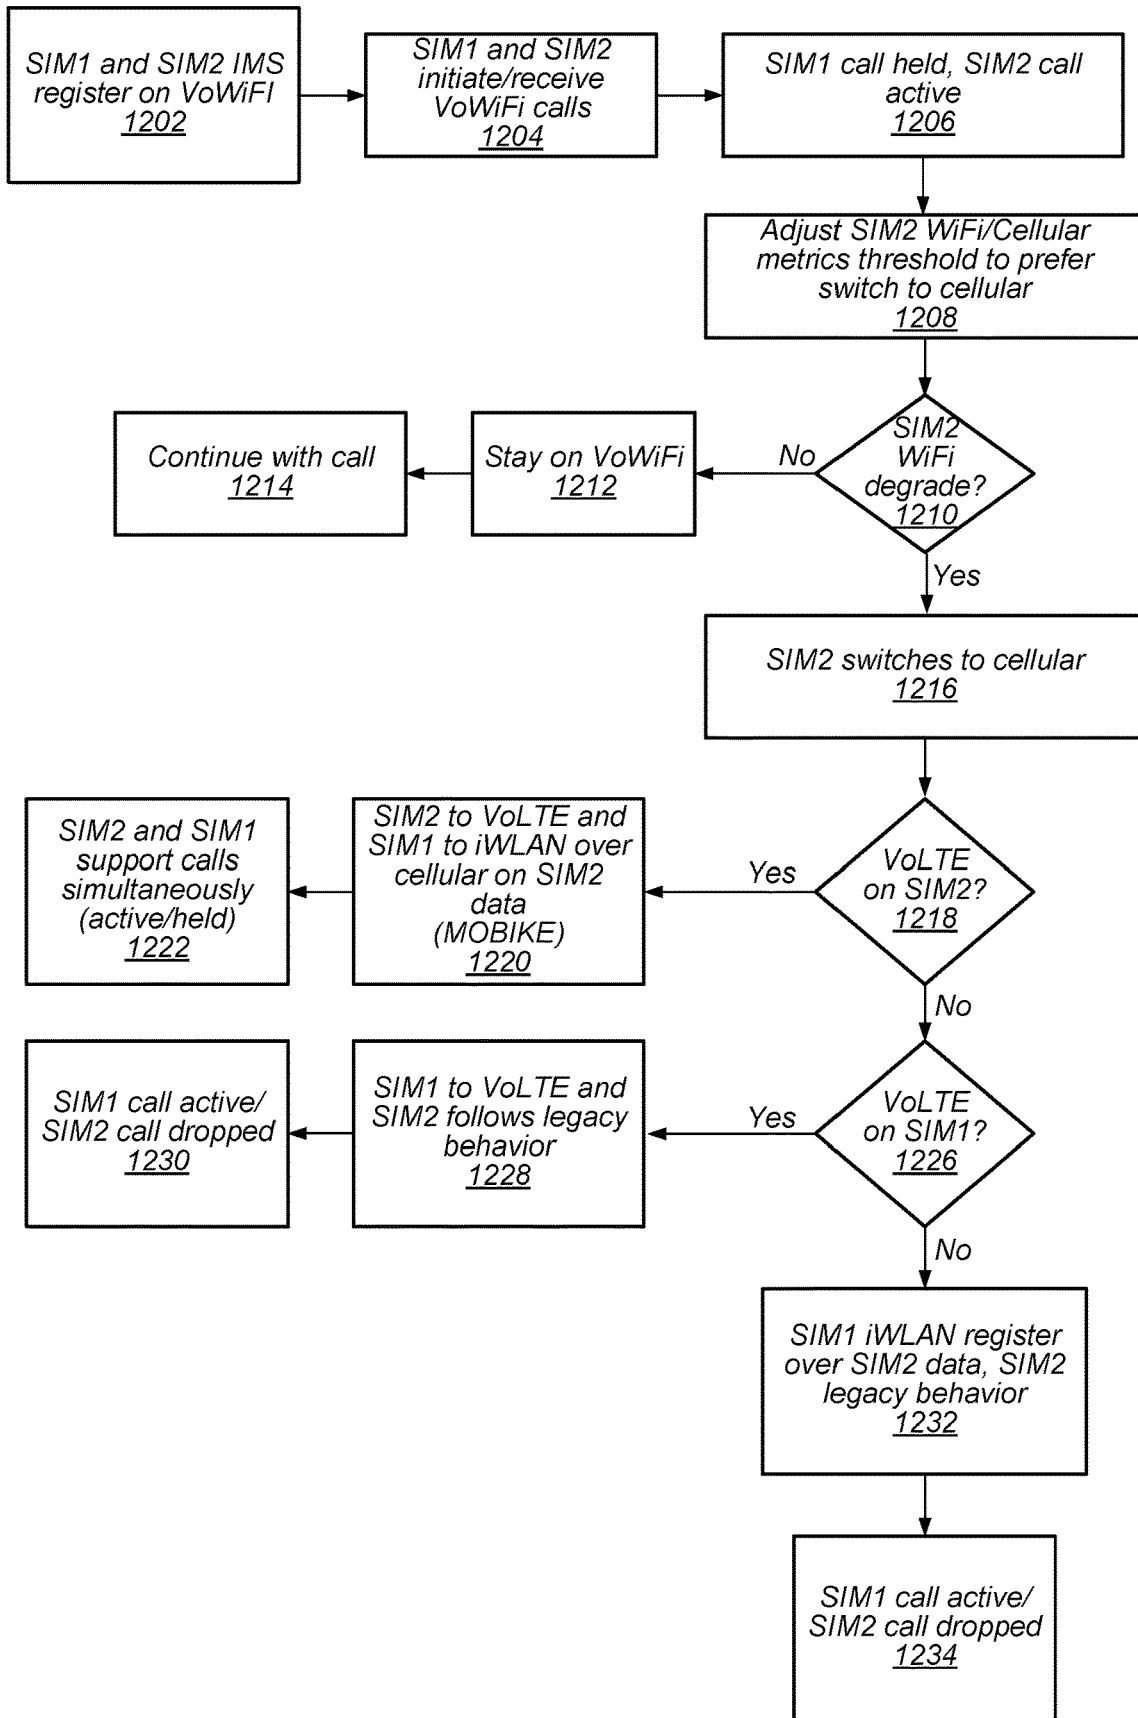 SIM1 and SIM2 IMS
register on VoWiFI
1202
SIM1 and SIM2
initiate/receive
VoWiFi calls
1204
SIM1 call held, SIM2 call
active
1206
Adjust SIM2 WiFi/Cellular
metrics threshold to prefer
switch to cellular
1208
SIM2
WiFi
degrade?
1210
No
Stay on VoWiFi
1212
Continue with call
1214
Yes
SIM2 switches to cellular
1216
VoLTE
on SIM2?
1218
Yes
SIM2 to VoLTE and
SIM1 to iWLAN over
cellular on SIM2
data
(MOBIKE)
1220
SIM2 and SIM1
support calls
simultaneously
(active/held)
1222
No
VoLTE
on SIM1?
1226
Yes
SIM1 to VoLTE and
SIM2 follows legacy
behavior
1228
SIM1 call active/
SIM2 call dropped
1230
No
SIM1 iWLAN register
over SIM2 data, SIM2
legacy behavior
1232
SIM1 call active/
SIM2 call dropped
1234